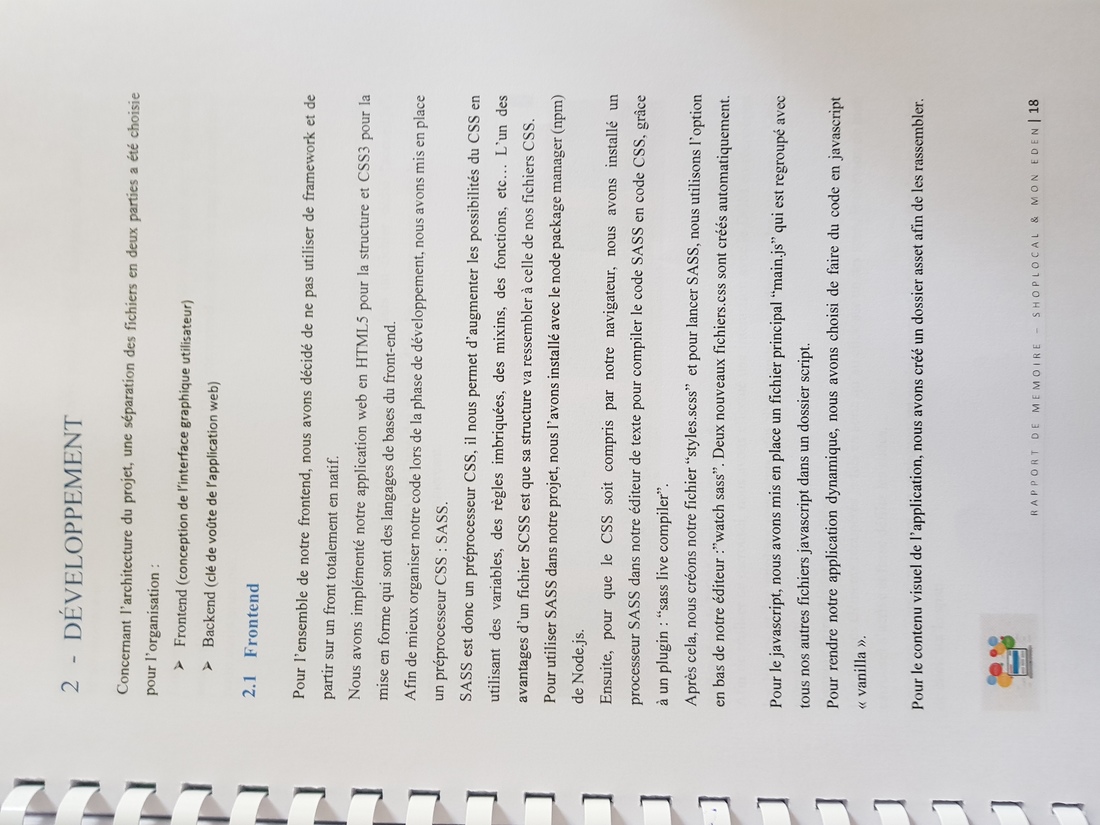 2 - DÉVELOPPEMENT
Concernant l'architecture du projet, une séparation des fichiers en deux parties a été choisie
pour l'organisation :
➢ Frontend (conception de l'interface graphique utilisateur)
➢ Backend (clé de voûte de l'application web)
2.1 Frontend
Pour l'ensemble de notre frontend, nous avons décidé de ne pas utiliser de framework et de
partir sur un front totalement en natif.
Nous avons implémenté notre application web en HTML5 pour la structure et CSS3 pour la
mise en forme qui sont des langages de bases du front-end.
Afin de mieux organiser notre code lors de la phase de développement, nous avons mis en place
un préprocesseur CSS : SASS.
SASS est donc un préprocesseur CSS, il nous permet d'augmenter les possibilités du CSS en
utilisant des variables, des règles imbriquées, des mixins, des fonctions, etc… L'un des
avantages d'un fichier SCSS est que sa structure va ressembler à celle de nos fichiers CSS.
Pour utiliser SASS dans notre projet, nous l'avons installé avec le node package manager (npm)
de Node.js.
Ensuite, pour que le CSS soit compris par notre navigateur, nous avons installé un
processeur SASS dans notre éditeur de texte pour compiler le code SASS en code CSS, grâce
à un plugin : “sass live compiler”.
Après cela, nous créons notre fichier “styles.scss” et pour lancer SASS, nous utilisons l'option
en bas de notre éditeur :”watch sass”. Deux nouveaux fichiers.css sont créés automatiquement.
Pour le javascript, nous avons mis en place un fichier principal “main.js” qui est regroupé avec
tous nos autres fichiers javascript dans un dossier script.
Pour rendre notre application dynamique, nous avons choisi de faire du code en javascript
« vanilla ».
Pour le contenu visuel de l'application, nous avons créé un dossier asset afin de les rassembler.
RAPPORT DE MEMOIRE – SHOPLOCAL & MON EDEN | 18